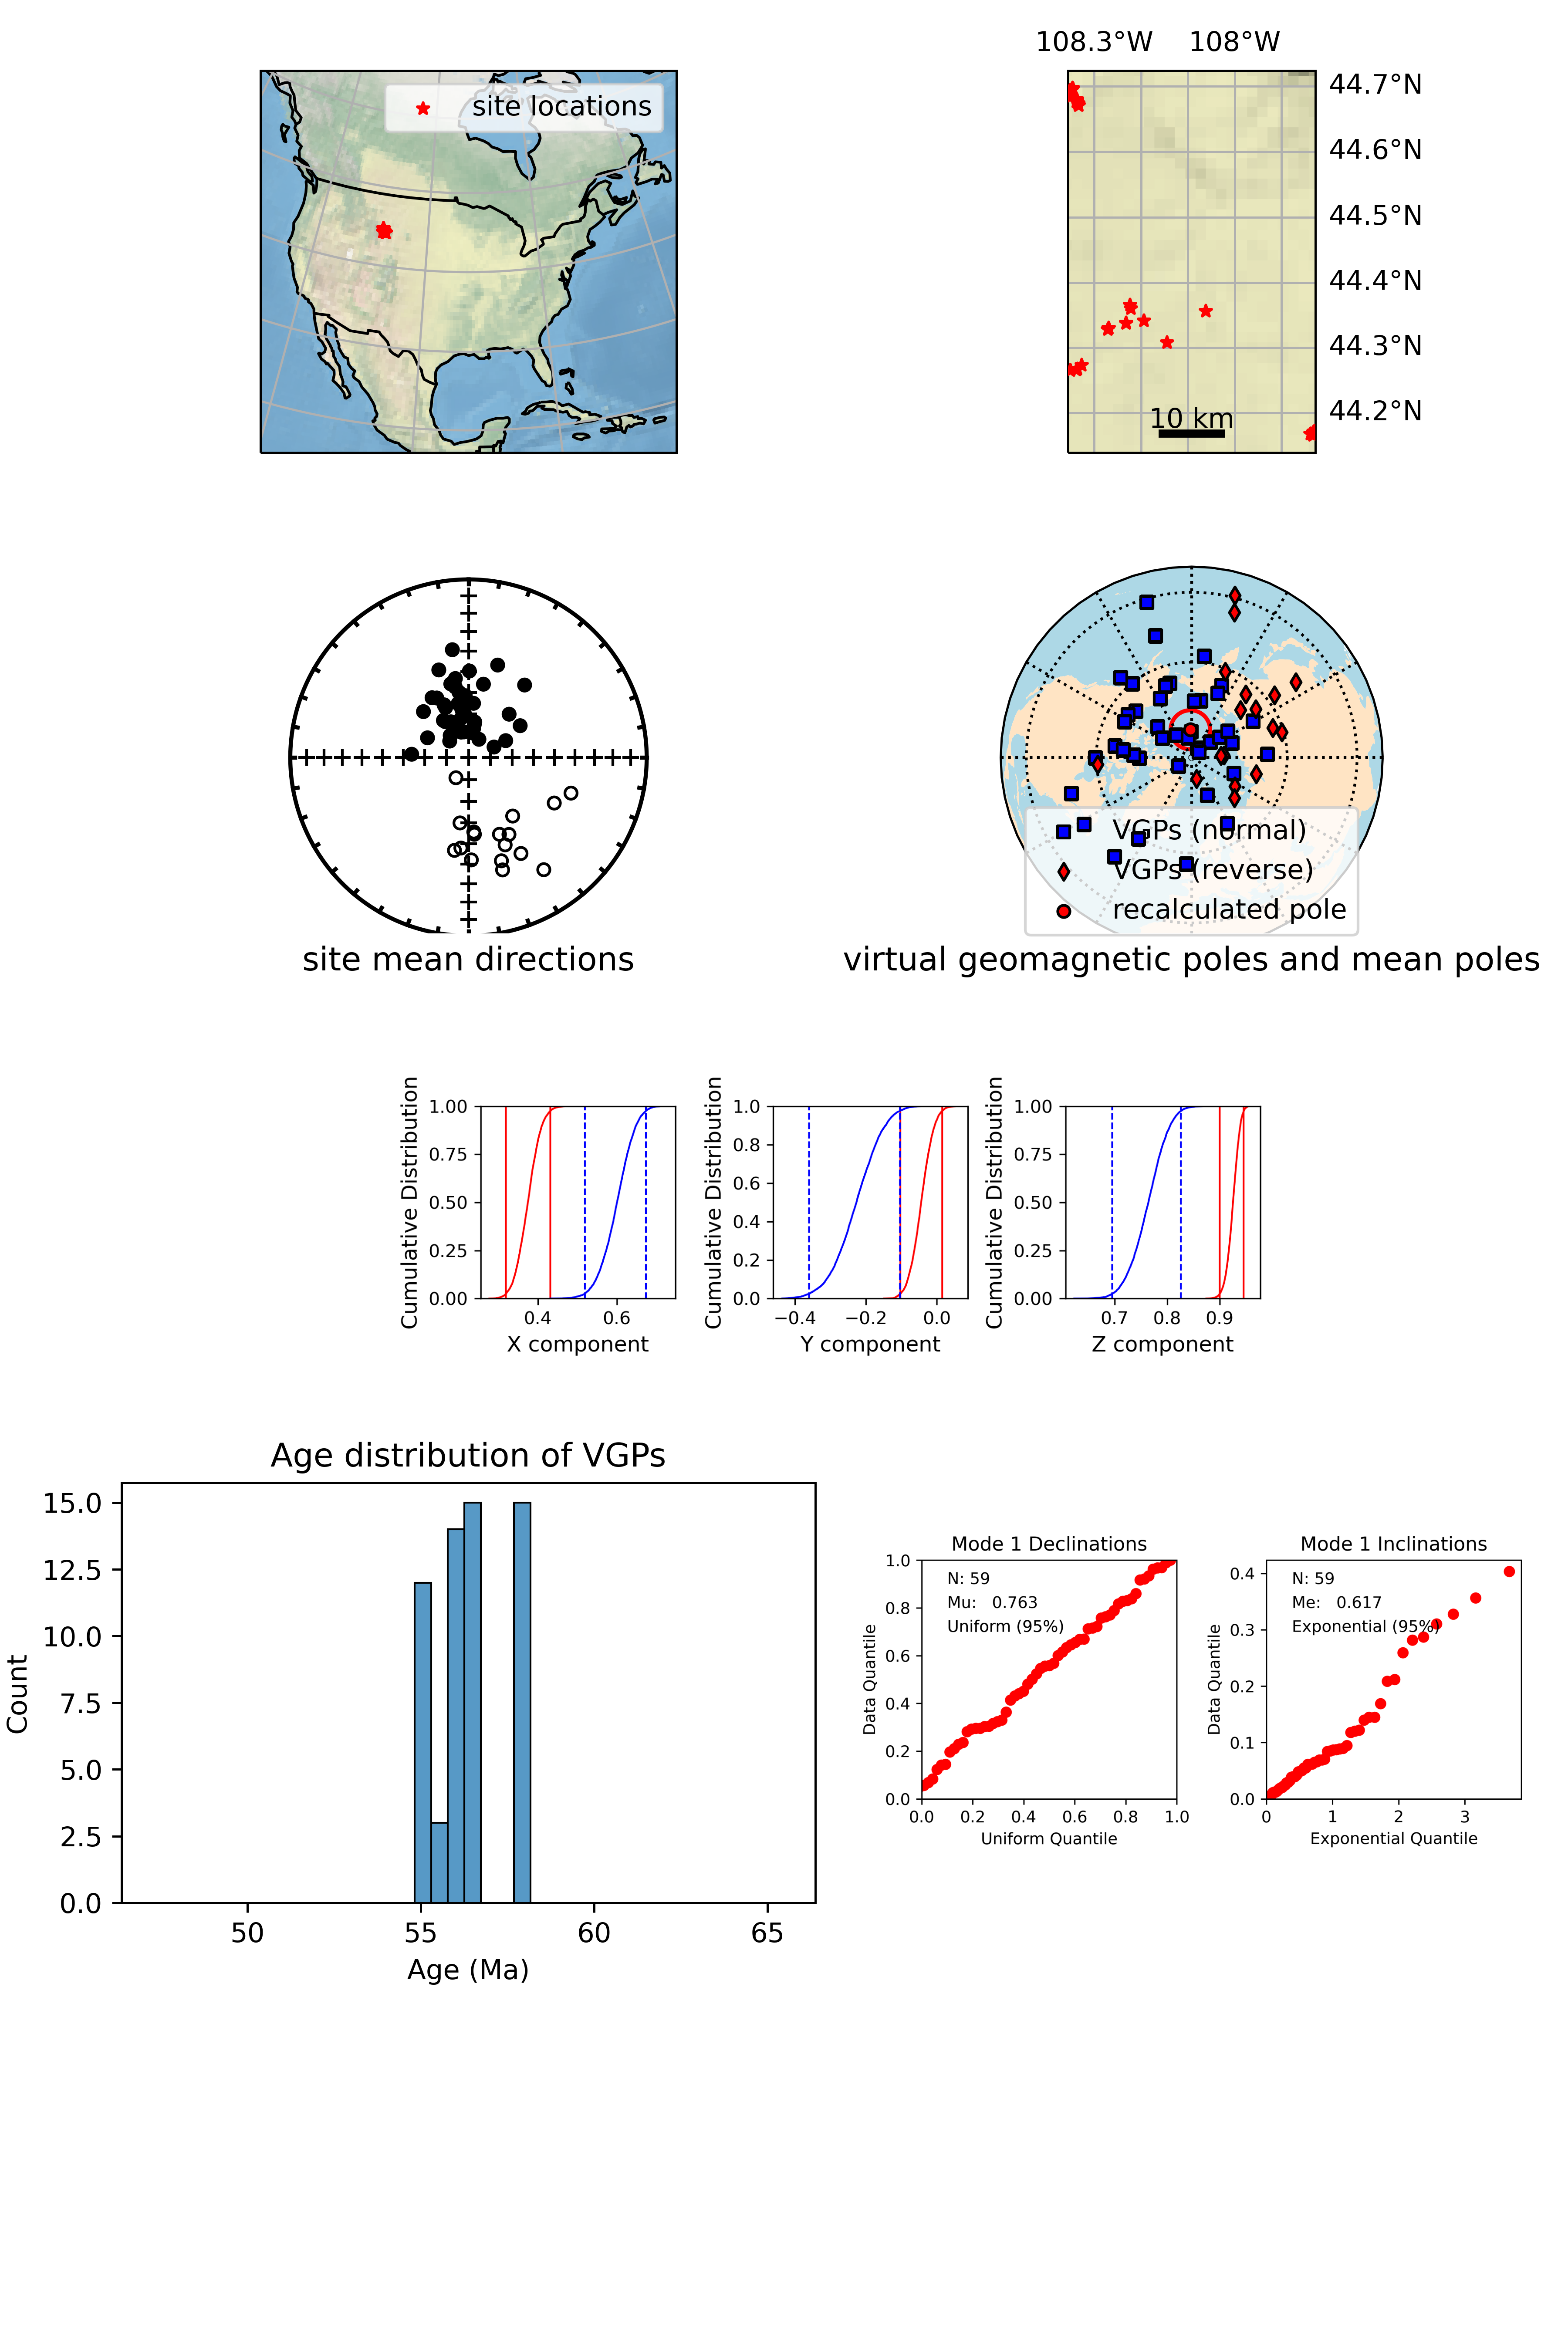 108.3°W 108°W
site locations
44.7°N
44.6°N
44.5°N
44.4°N
44.3°N
44.2°N
10 km
VGPs (normal)
VGPs (reverse)
recalculated pole
site mean directions
virtual geomagnetic poles and mean poles
Cumulative Distribution
1.00
0.75
0.50
0.25
0.00
0.4 0.6
X component
Cumulative Distribution
1.0
0.8
0.6
0.4
0.2
0.0
−0.4 −0.2 0.0
Y component
Cumulative Distribution
1.00
0.75
0.50
0.25
0.00
0.7 0.8 0.9
Z component
Age distribution of VGPs
Count
15.0
12.5
10.0
7.5
5.0
2.5
0.0
50 55 60 65
Age (Ma)
Mode 1 Declinations
N: 59
Mu: 0.763
Uniform (95%)
Data Quantile
1.0
0.8
0.6
0.4
0.2
0.0
0.0 0.2 0.4 0.6 0.8 1.0
Uniform Quantile
Mode 1 Inclinations
N: 59
Me: 0.617
Exponential (95%)
Data Quantile
0.4
0.3
0.2
0.1
0.0
0 1 2 3
Exponential Quantile